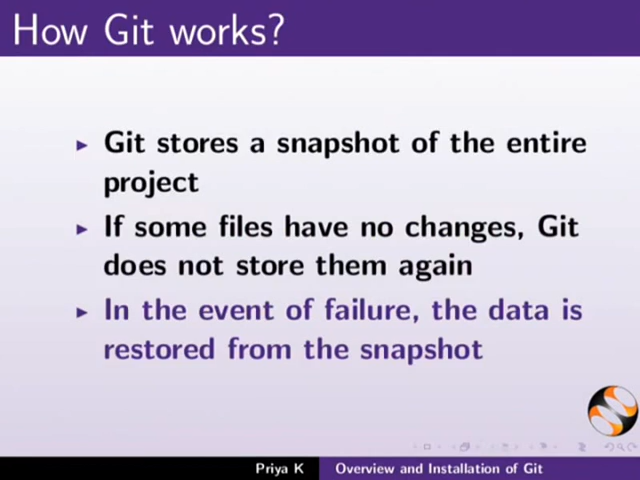 How Git works?
Git stores a snapshot of the entire
project
If some files have no changes, Git
does not store them again
In the event of failure, the data is
restored from the snapshot
Priya K
Overview and Installation of Git